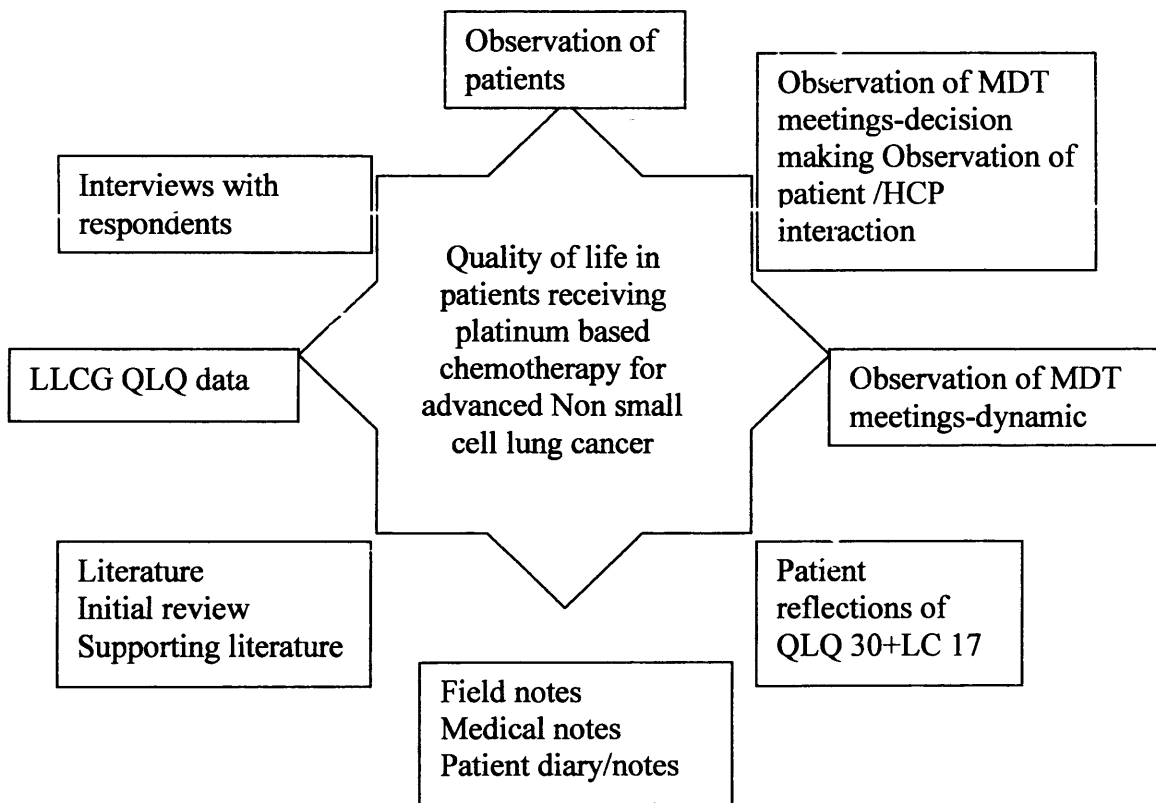 Observation of
patients
Observation of MDT
meetings-decision
making Observation of
patient /HCP
interaction
Interviews with
respondents
Quality of life in
patients receiving
platinum based
chemotherapy for
advanced Non small
cell lung cancer
LLCG QLQ data
Observation of MDT
meetings-dynamic
Literature
Initial review
Supporting literature
Patient
reflections of
QLQ 30+LC 17
Field notes
Medical notes
Patient diary/notes